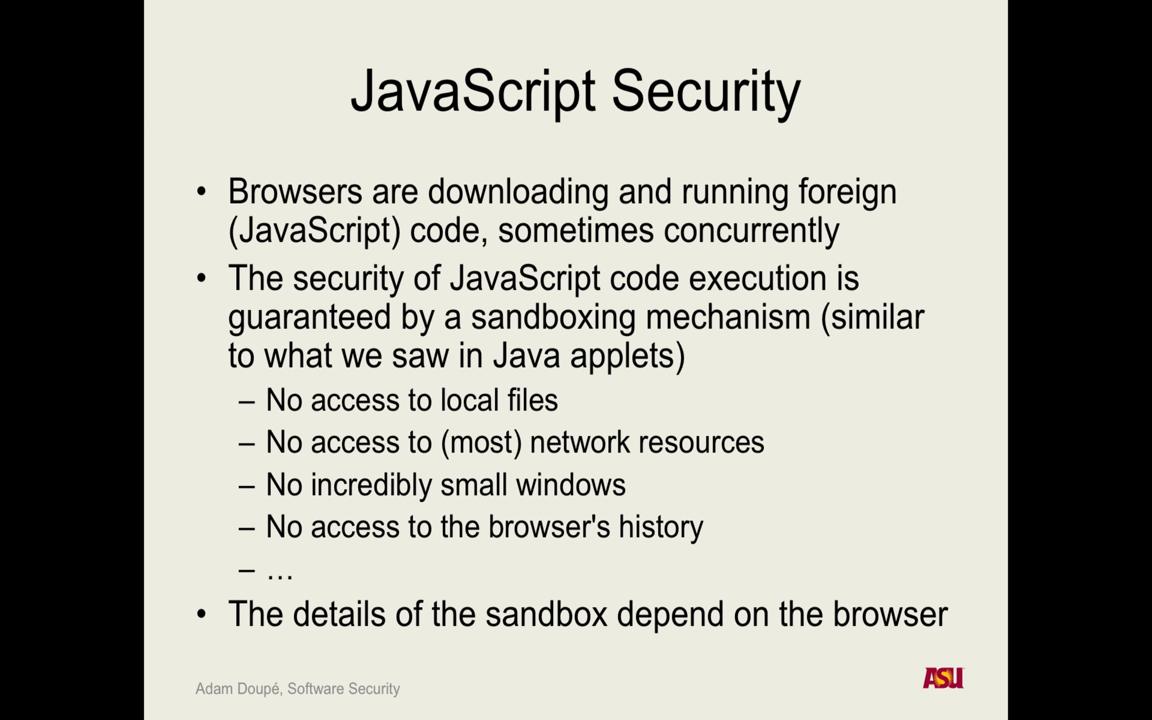 JavaScript Security
• Browsers are downloading and running foreign
(JavaScript) code, sometimes concurrently
• The security of JavaScript code execution is
guaranteed by a sandboxing mechanism (similar
to what we saw in Java applets)
– No access to local files
– No access to (most) network resources
– No incredibly small windows
– No access to the browser's history
– …
• The details of the sandbox depend on the browser
Adam Doupé, Software Security
ASU